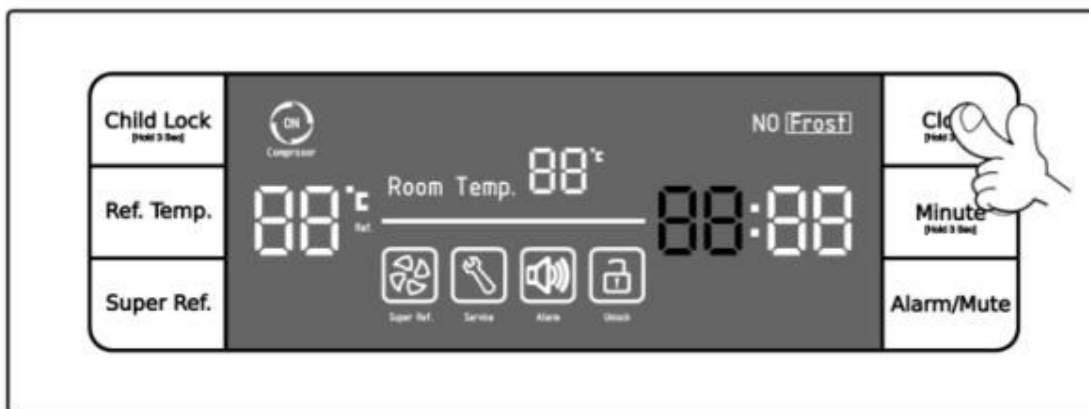 Child Lock
[Hold 3 Sec]
Ref. Temp.
Super Ref.
ON
Comprssor
88°c
Ref.
Room Temp. 88°c
Super Ref.
Service
Alarm
Unlock
NO Frost
88:88
Minute
[Hold 3 Sec]
Alarm/Mute